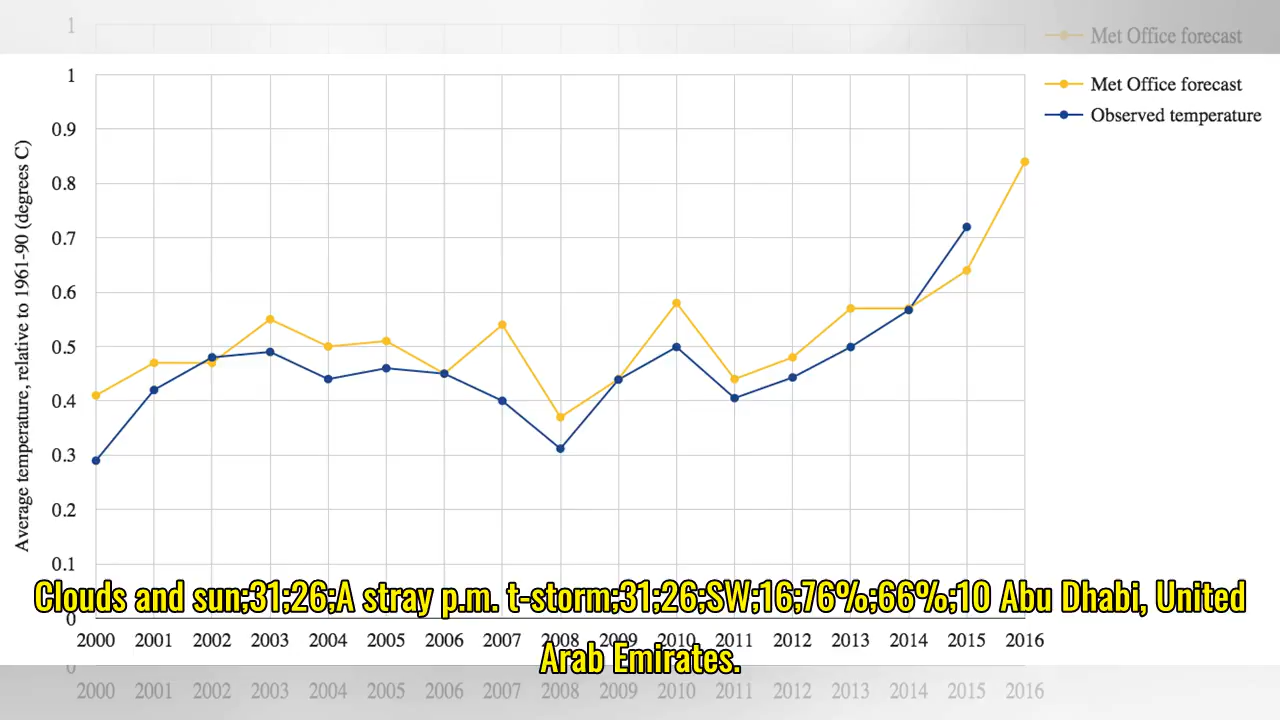 1
Met Office forecast
1
Met Office forecast
Observed temperature
0.9
0.8
0.7
0.6
0.5
0.4
0.3
0.2
0.1
0
Average temperature, relative to 1961-90 (degrees C)
Clouds and sun;31;26;A stray p.m. t-storm;31;26;SW;16;76%;66%;10 Abu Dhabi, United
Arab Emirates.
2000 2001 2002 2003 2004 2005 2006 2007 2008 2009 2010 2011 2012 2013 2014 2015 2016
0
2000 2001 2002 2003 2004 2005 2006 2007 2008 2009 2010 2011 2012 2013 2014 2015 2016